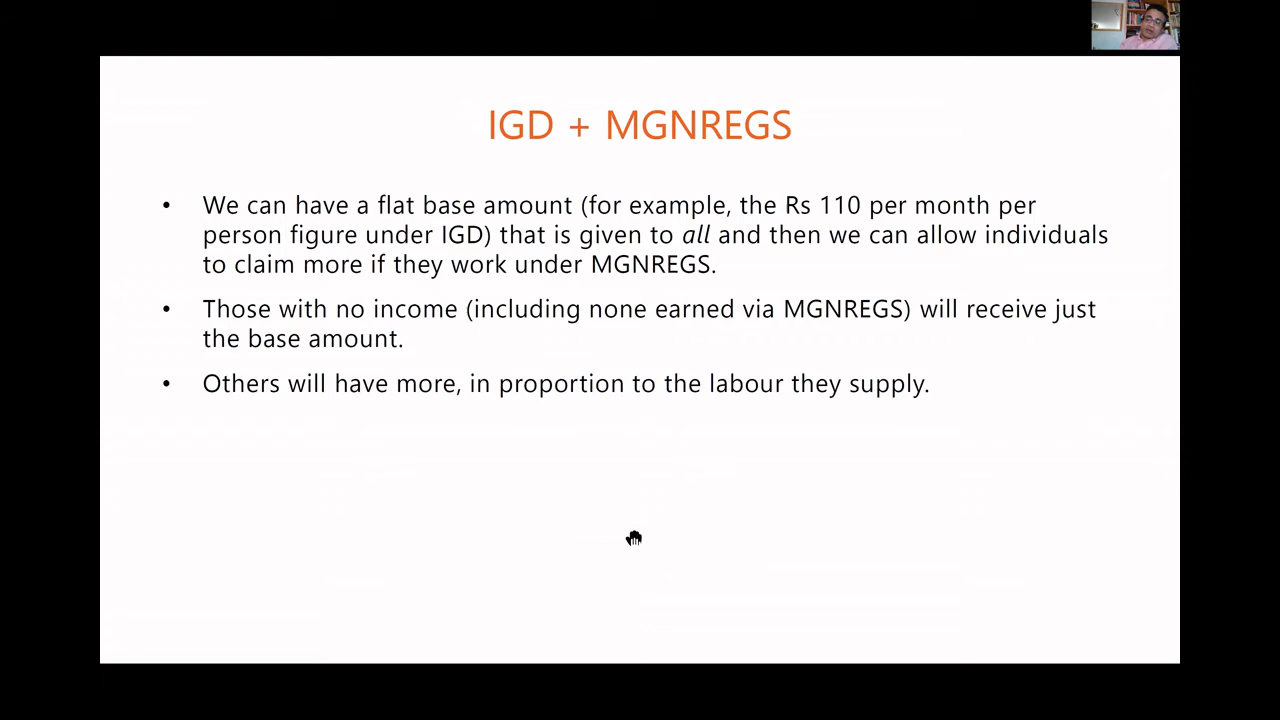 IGD + MGNREGS
• We can have a flat base amount (for example, the Rs 110 per month per
person figure under IGD) that is given to all and then we can allow individuals
to claim more if they work under MGNREGS.
• Those with no income (including none earned via MGNREGS) will receive just
the base amount.
• Others will have more, in proportion to the labour they supply.